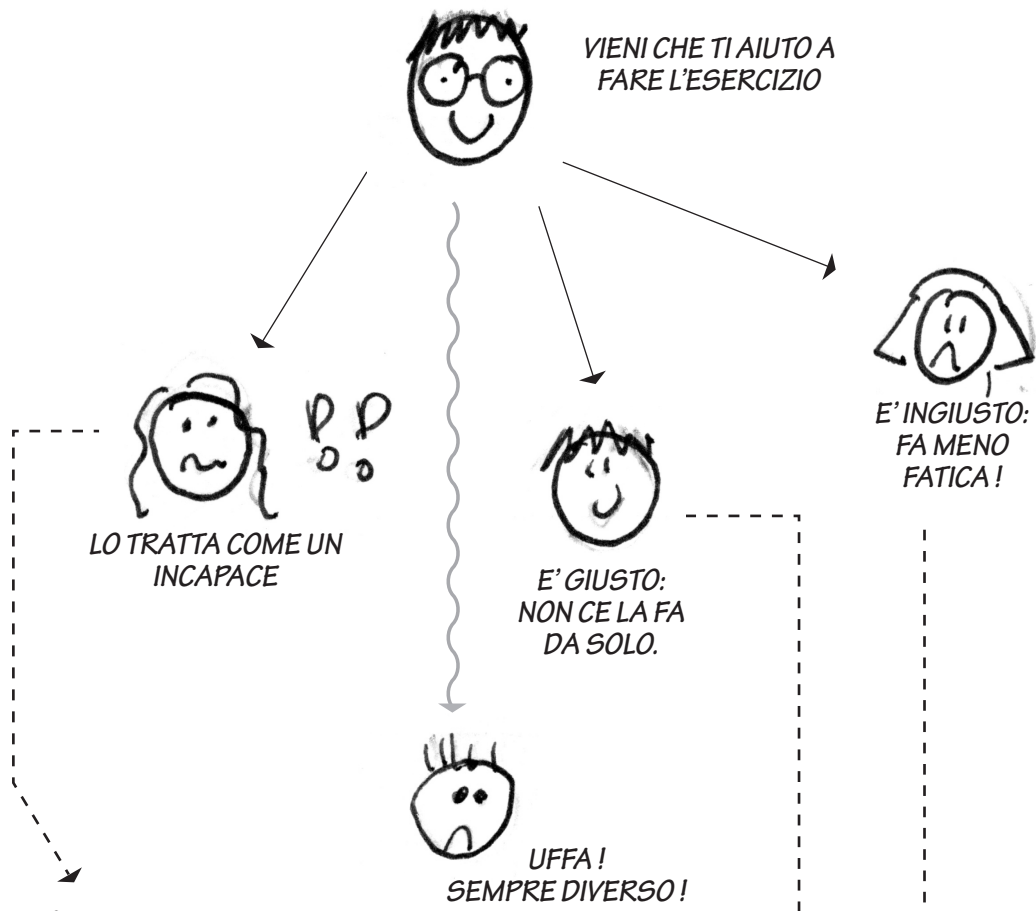 VIENI CHE TI AIUTO A
FARE L'ESERCIZIO
E' INGIUSTO:
FA MENO
FATICA !
LO TRATTA COME UN
INCAPACE
E' GIUSTO:
NON CE LA FA
DA SOLO.
UFFA !
SEMPRE DIVERSO !